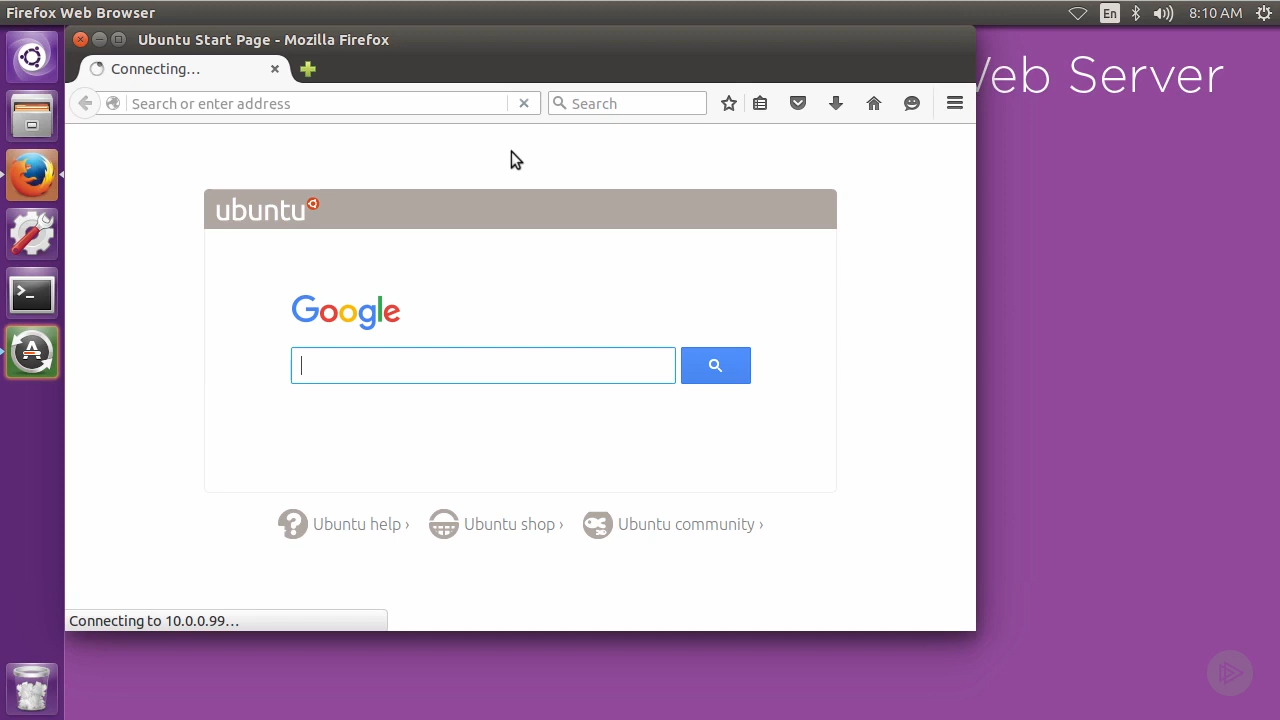 Firefox Web Browser
En
8:10 AM
Ubuntu Start Page - Mozilla Firefox
Web Server
Connecting...
Search or enter address
Search
ubuntu
Google
Ubuntu help ›
Ubuntu shop ›
Ubuntu community ›
Connecting to 10.0.0.99...